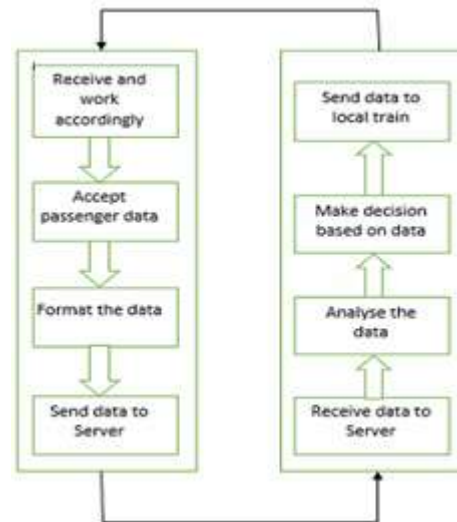 Receive and
work
accordingly
Accept
passenger data
Format the data
Send data to
Server
Send data to
local train
Make decision
based on data
Analyse the
data
Receive data to
Server